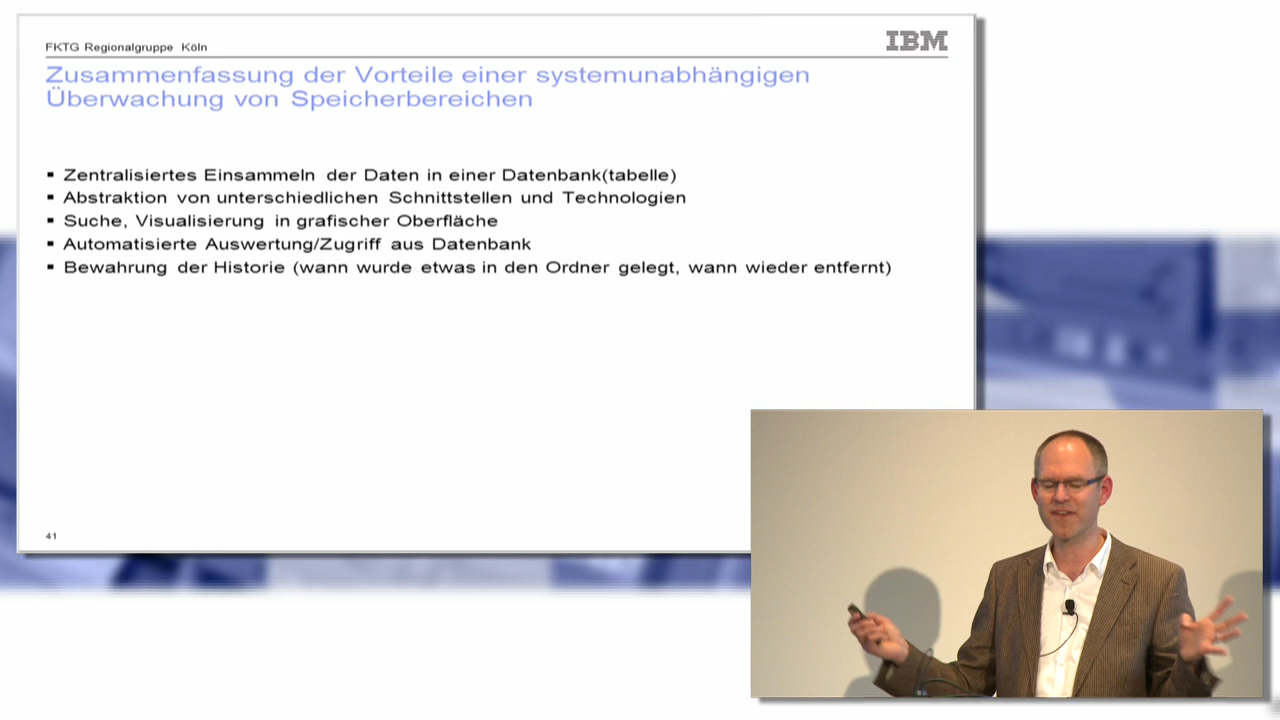 FKTG Regionalgruppe Köln
IBM
Zusammenfassung der Vorteile einer systemunabhängigen
Überwachung von Speicherbereichen
▪ Zentralisiertes Einsammeln der Daten in einer Datenbank(tabelle)
▪ Abstraktion von unterschiedlichen Schnittstellen und Technologien
▪ Suche, Visualisierung in grafischer Oberfläche
▪ Automatisierte Auswertung/Zugriff aus Datenbank
▪ Bewahrung der Historie (wann wurde etwas in den Ordner gelegt, wann wieder entfernt)
41